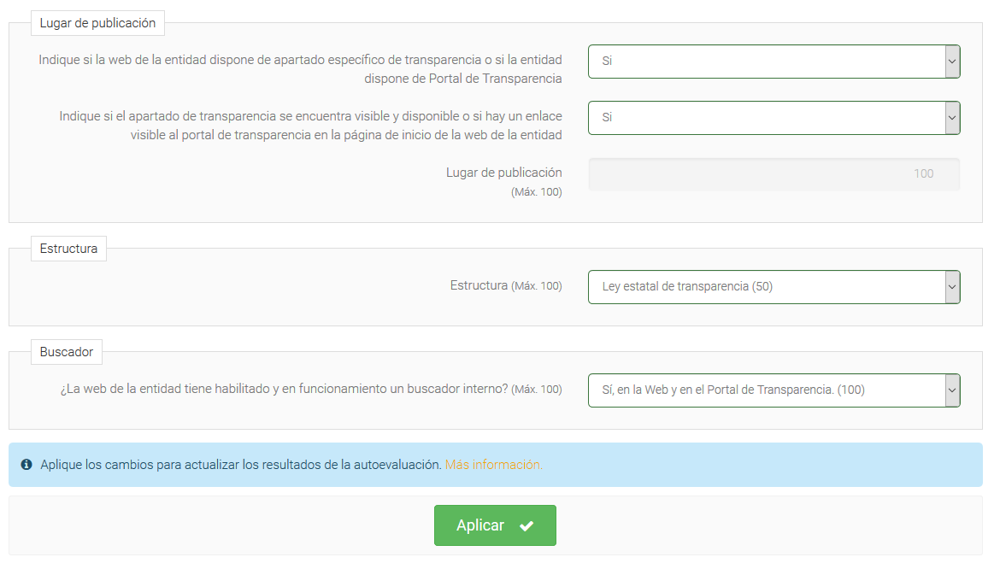 Lugar de publicación
Indique si la web de la entidad dispone de apartado específico de transparencia o si la entidad
dispone de Portal de Transparencia
Si
Indique si el apartado de transparencia se encuentra visible y disponible o si hay un enlace
visible al portal de transparencia en la página de inicio de la web de la entidad
Si
Lugar de publicación
(Máx. 100)
100
Estructura
Estructura (Máx. 100)
Ley estatal de transparencia (50)
Buscador
¿La web de la entidad tiene habilitado y en funcionamiento un buscador interno? (Máx. 100)
Sí, en la Web y en el Portal de Transparencia. (100)
Aplique los cambios para actualizar los resultados de la autoevaluación. Más información.
Aplicar